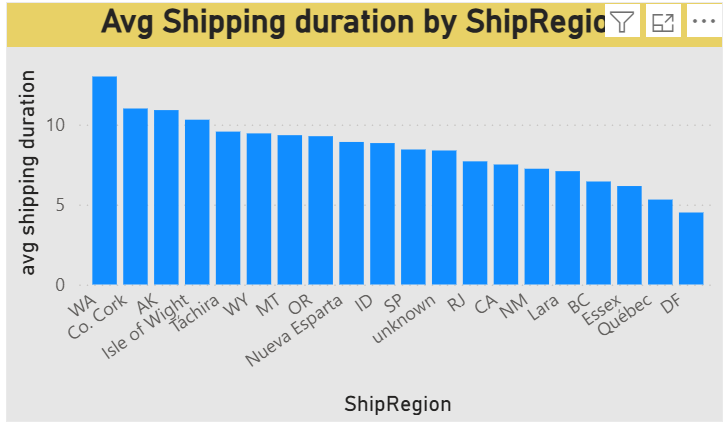 Avg Shipping duration by ShipRegio
avg shipping duration
10
5
0
WA
Co. Cork
AK
Isle of Wight
Táchira
WY
MT
OR
Nueva Esparta
ID
SP
unknown
RJ
CA
NM
Lara
BC
Essex
Québec
DF
ShipRegion